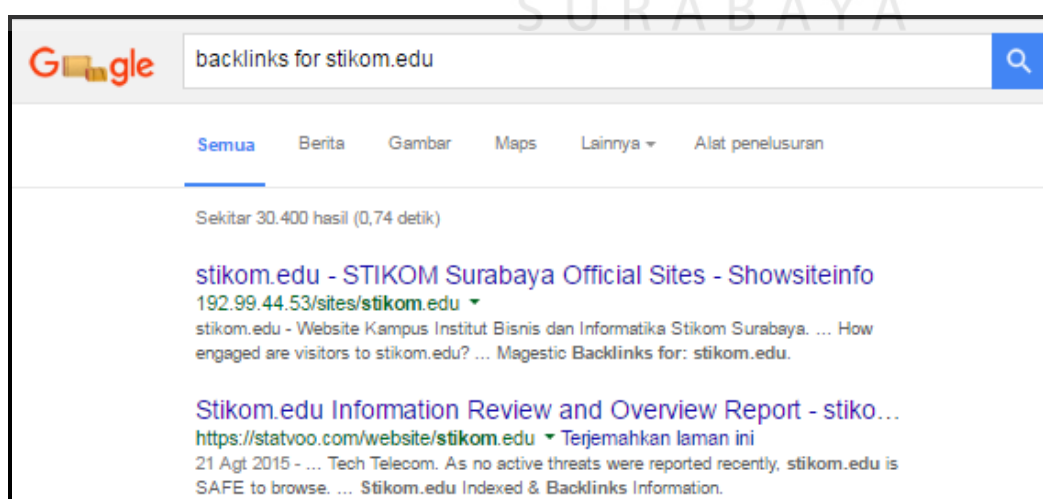 SURABAYA
G gle
backlinks for stikom.edu
Semua Berita Gambar Maps Lainnya Alat penelusuran
Sekitar 30.400 hasil (0,74 detik)
stikom.edu - STIKOM Surabaya Official Sites - Showsiteinfo
192.99.44.53/sites/stikom.edu
stikom.edu - Website Kampus Institut Bisnis dan Informatika Stikom Surabaya. ... How
engaged are visitors to stikom.edu? ... Magestic Backlinks for: stikom.edu.
Stikom.edu Information Review and Overview Report - stiko...
https://statvoo.com/website/stikom.edu Terjemahkan laman ini
21 Agt 2015 - ... Tech Telecom. As no active threats were reported recently, stikom.edu is
SAFE to browse. ... Stikom.edu Indexed & Backlinks Information.